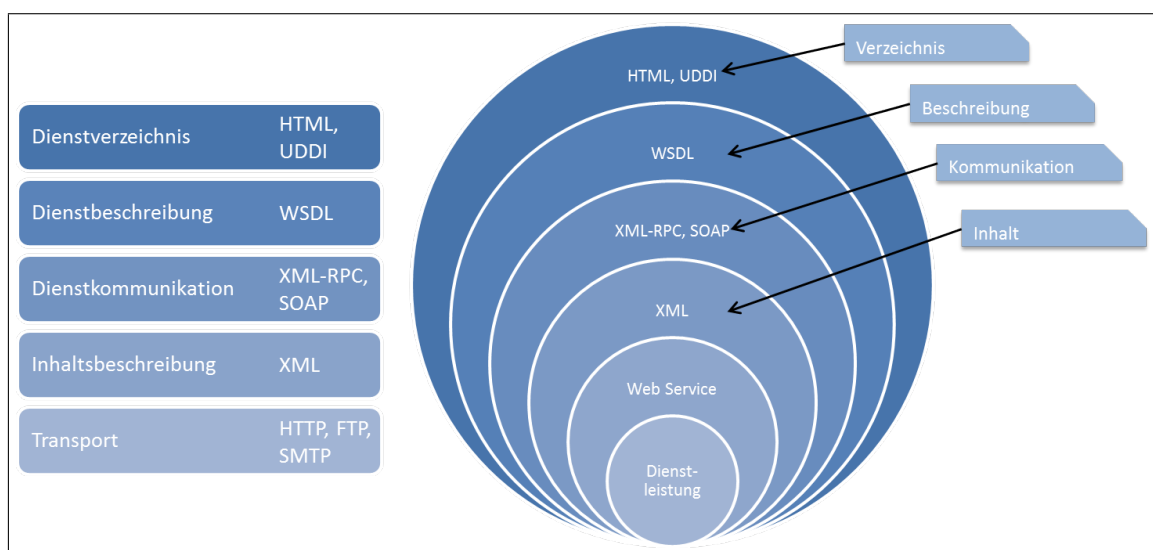 Dienstverzeichnis HTML,
UDDI
Dienstbeschreibung WSDL
Dienstkommunikation XML-RPC,
SOAP
Inhaltsbeschreibung XML
Transport HTTP, FTP,
SMTP
HTML, UDDI
WSDL
XML-RPC, SOAP
XML
Web Service
Dienst-
leistung
Verzeichnis
Beschreibung
Kommunikation
Inhalt